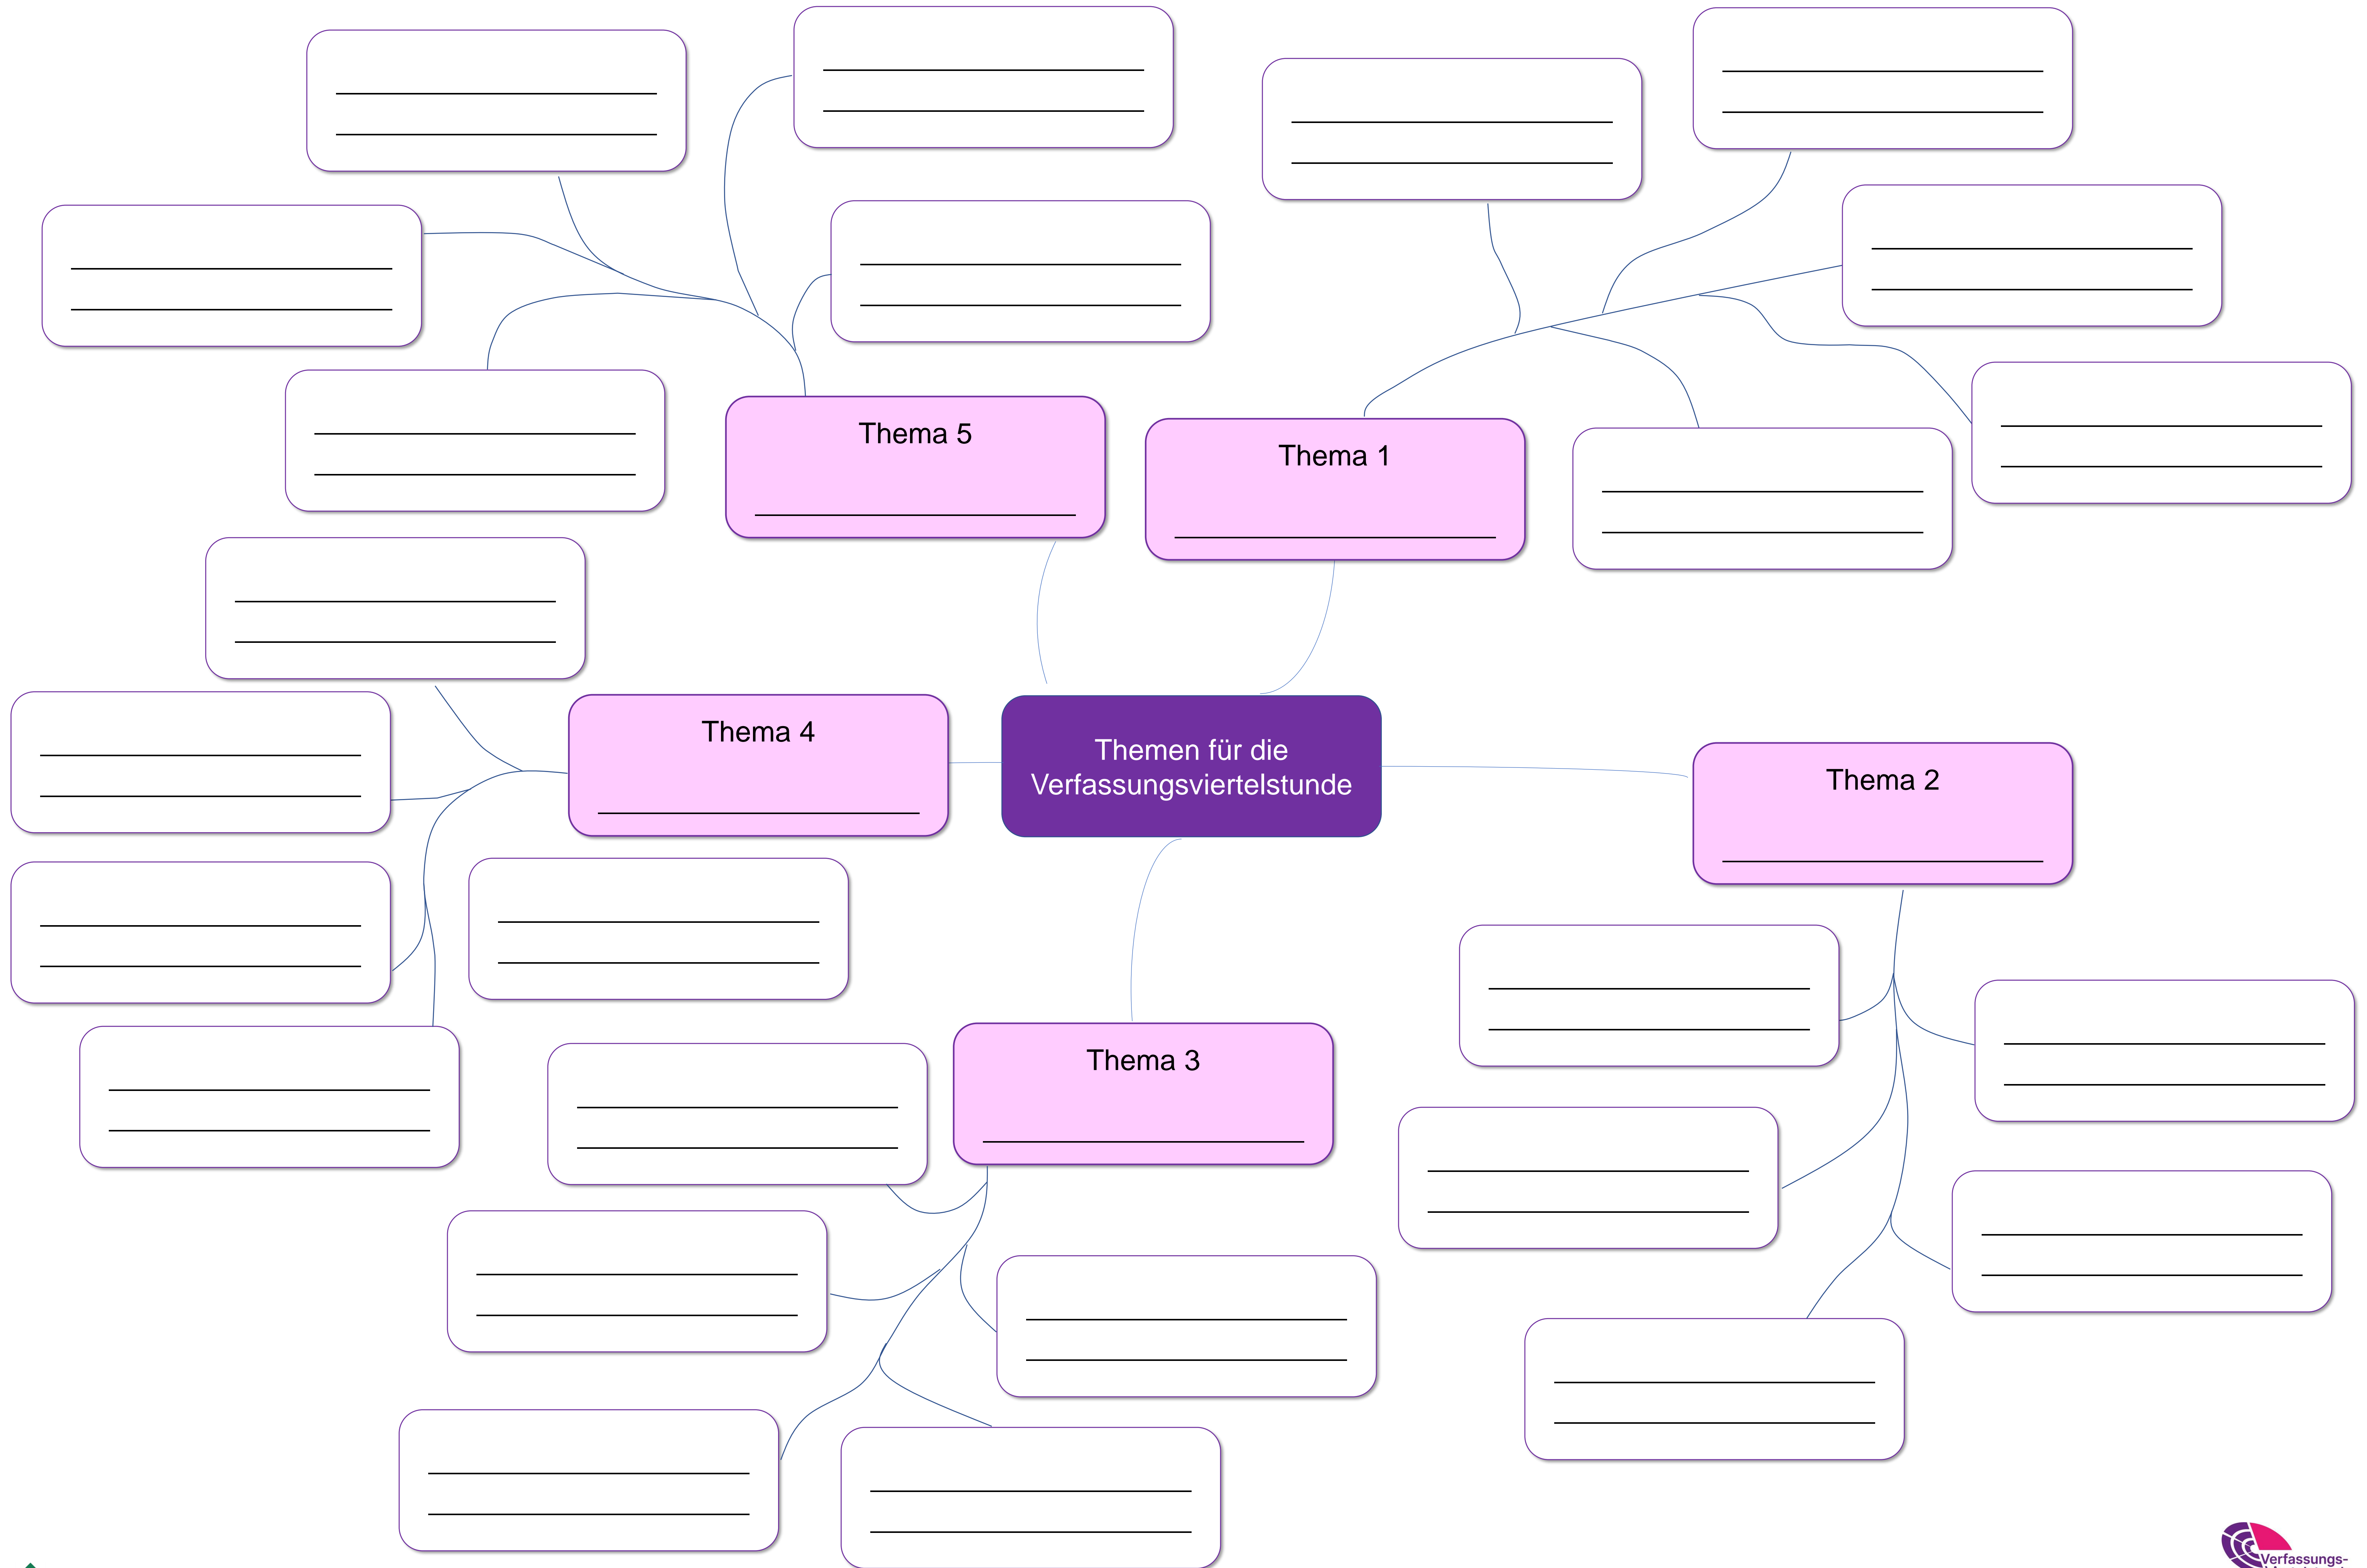 Thema 5
Thema 1
Thema 4
Themen für die
Verfassungsviertelstunde
Thema 2
Thema 3
Verfassungs-